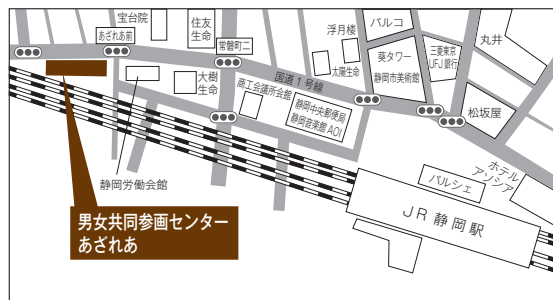 宝台院
住友
生命
浮月楼
パルコ
丸井
あざれあ前
常磐町二
太陽生命
葵タワー
静岡市美術館
三菱東京
UFJ銀行
大樹
生命
国道1号線
商工会議所会館
静岡中央郵便局
静岡音楽館AOI
松坂屋
静岡労働会館
ホテル
アソシア
パルシェ
JR静岡駅
男女共同参画センター
あざれあ